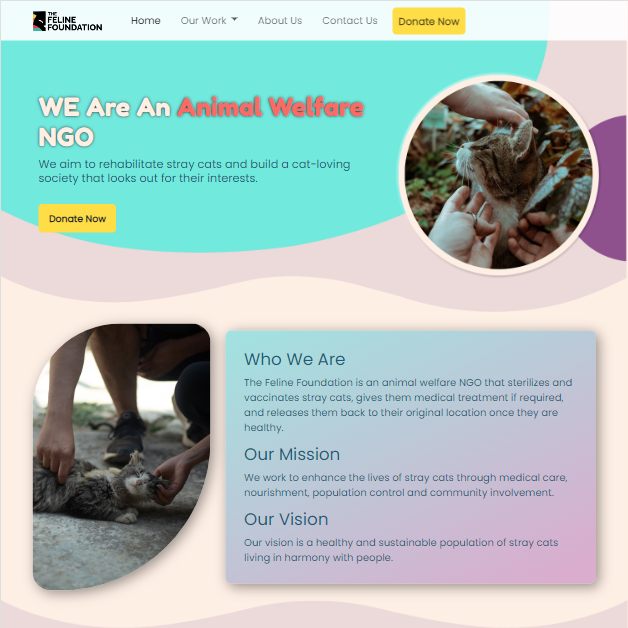 THE
FELINE
FOUNDATION
Home Our Work About Us Contact Us Donate Now
WE Are An Animal Welfare
NGO
We aim to rehabilitate stray cats and build a cat-loving
society that looks out for their interests.
Donate Now
Who We Are
The Feline Foundation is an animal welfare NGO that sterilizes and
vaccinates stray cats, gives them medical treatment if required,
and releases them back to their original location once they are
healthy.
Our Mission
We work to enhance the lives of stray cats through medical care,
nourishment, population control and community involvement.
Our Vision
Our vision is a healthy and sustainable population of stray cats
living in harmony with people.